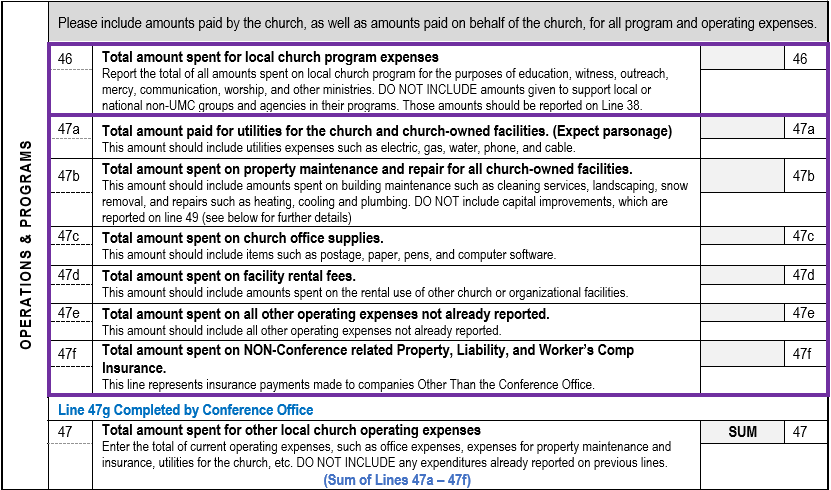 Please include amounts paid by the church, as well as amounts paid on behalf of the church, for all program and operating expenses.
OPERATIONS & PROGRAMS
46 Total amount spent for local church program expenses 46
Report the total of all amounts spent on local church program for the purposes of education, witness, outreach,
mercy, communication, worship, and other ministries. DO NOT INCLUDE amounts given to support local or
national non-UMC groups and agencies in their programs. Those amounts should be reported on Line 38.
47a Total amount paid for utilities for the church and church-owned facilities. (Expect parsonage) 47a
This amount should include utilities expenses such as electric, gas, water, phone, and cable.
47b Total amount spent on property maintenance and repair for all church-owned facilities. 47b
This amount should include amounts spent on building maintenance such as cleaning services, landscaping, snow
removal, and repairs such as heating, cooling and plumbing. DO NOT include capital improvements, which are
reported on line 49 (see below for further details)
47c Total amount spent on church office supplies. 47c
This amount should include items such as postage, paper, pens, and computer software.
47d Total amount spent on facility rental fees. 47d
This amount should include amounts spent on the rental use of other church or organizational facilities.
47e Total amount spent on all other operating expenses not already reported. 47e
This amount should include all other operating expenses not already reported.
47f Total amount spent on NON-Conference related Property, Liability, and Worker's Comp 47f
Insurance.
This line represents insurance payments made to companies Other Than the Conference Office.
Line 47g Completed by Conference Office
47 Total amount spent for other local church operating expenses SUM 47
Enter the total of current operating expenses, such as office expenses, expenses for property maintenance and
insurance, utilities for the church, etc. DO NOT INCLUDE any expenditures already reported on previous lines.
(Sum of Lines 47a – 47f)